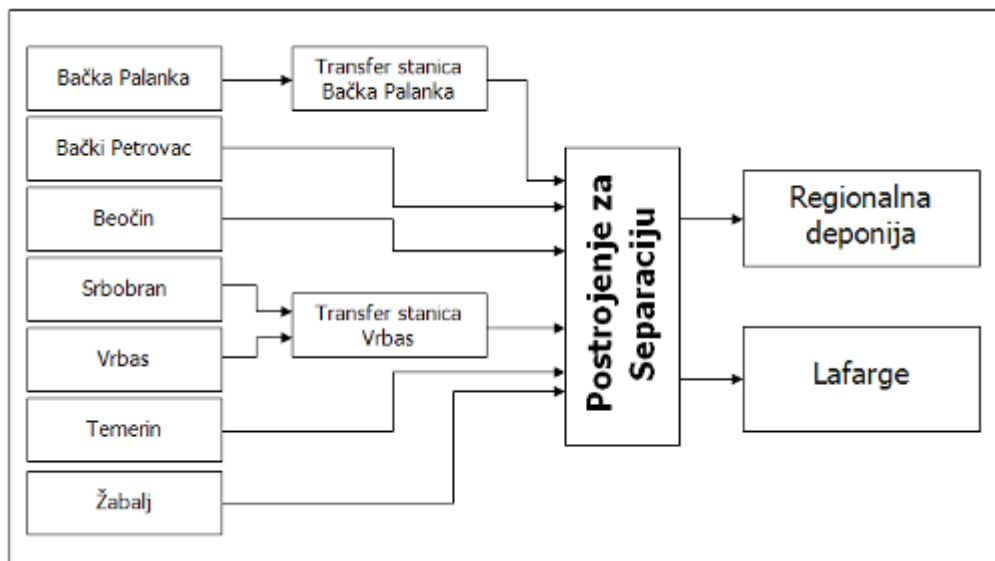 Bačka Palanka
Transfer stanica
Bačka Palanka
Bački Petrovac
Beočin
Srbobran
Transfer stanica
Vrbas
Vrbas
Temerin
Žabalj
Postrojenje za
Separaciju
Regionalna
deponija
Lafarge